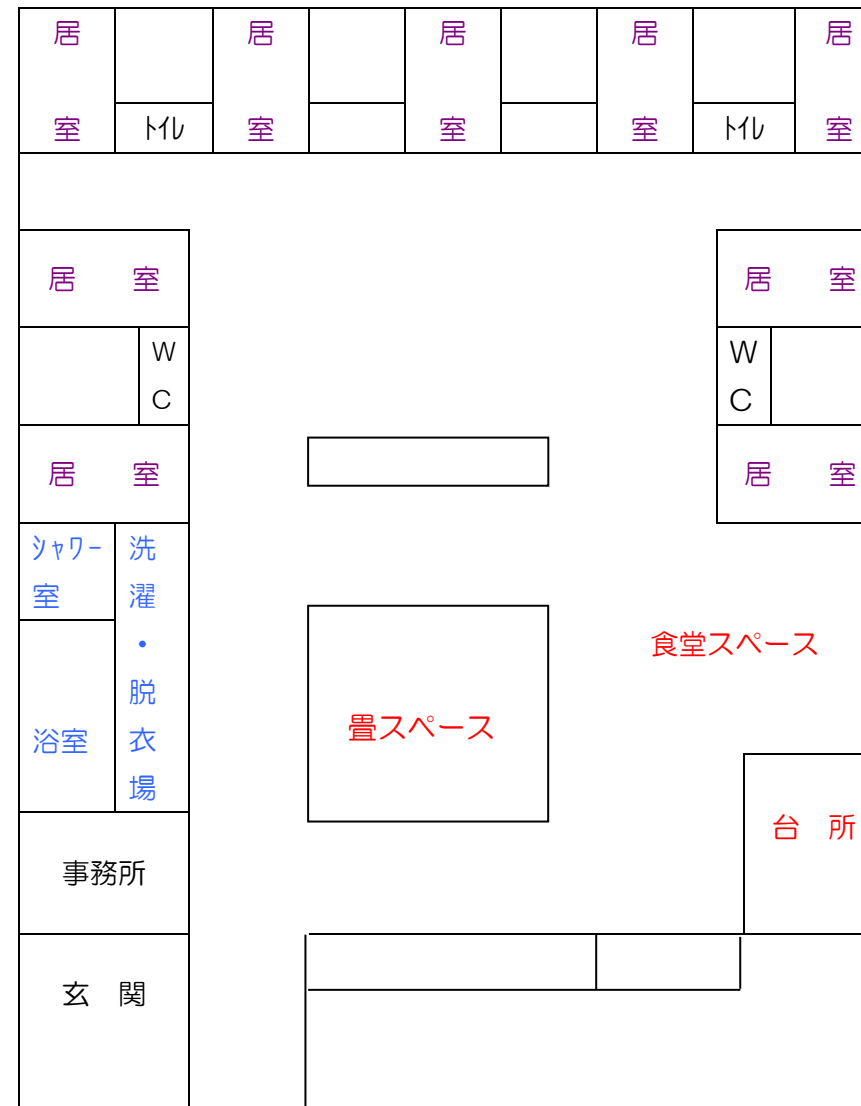 居室
トイレ
居室
居室
居室
トイレ
居室
居　室
居　室
WC
WC
居　室
居　室
シャワー室
洗濯・脱衣場
食堂スペース
浴室
畳スペース
台　所
事務所
玄　関